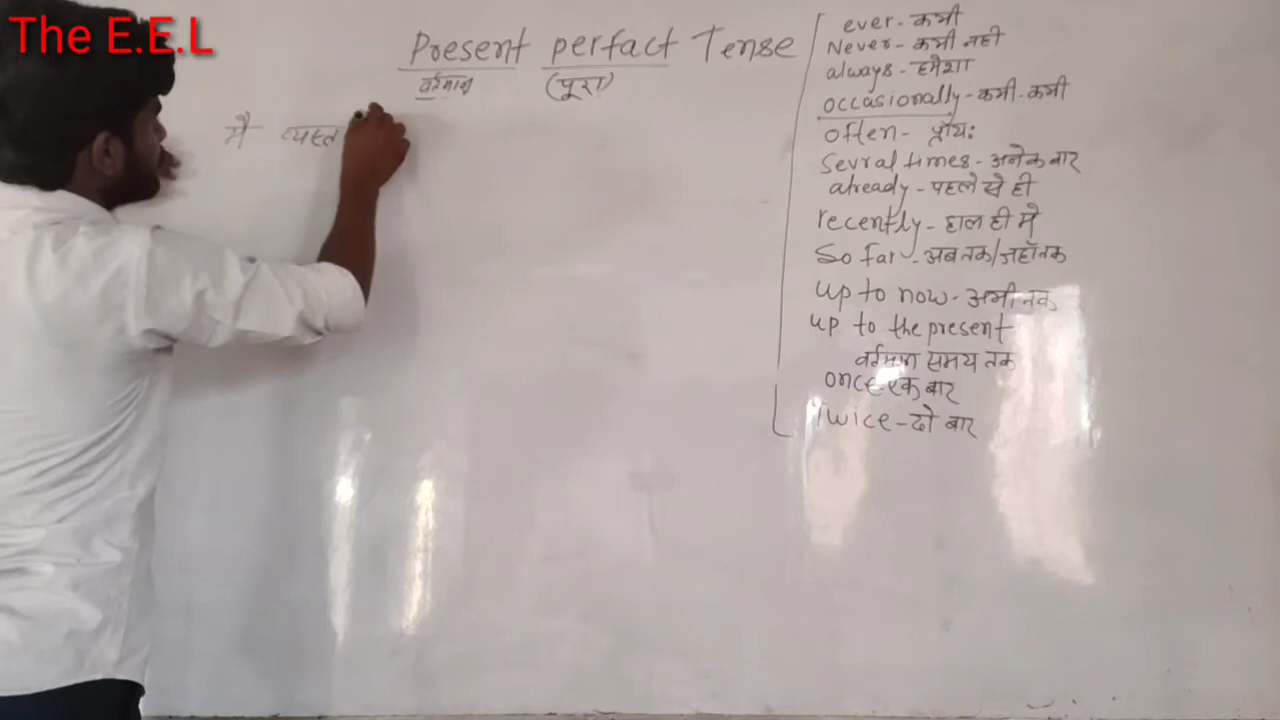 The E.E.L
Present perfact Tense
वर्तमान (पूरा)
मै व्यस्त
ever - कभी
Never - कभी नही
always - हमेशा
occasionally - कभी-कभी
often - प्रायः
Sevral times - अनेक बार
already - पहले से ही
recently - हाल ही मे
So far - अब तक/जहाँ तक
up to now - अभी तक
up to the present
वर्तमान समय तक
once - एक बार
Twice - दो बार